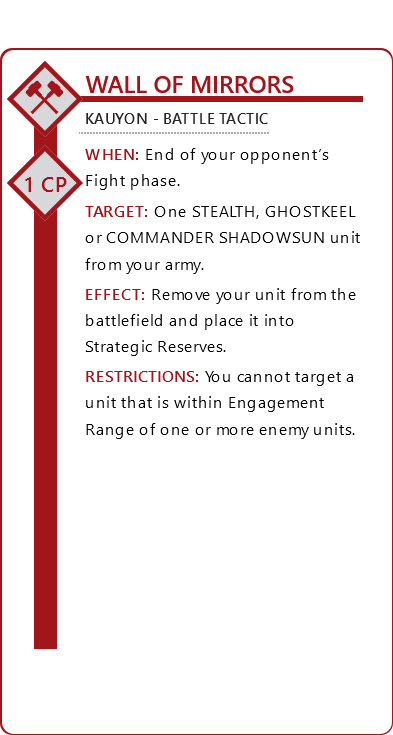 WALL OF MIRRORS
KAUYON - BATTLE TACTIC
WHEN: End of your opponent's
Fight phase.
1 CP
TARGET: One STEALTH, GHOSTKEEL
or COMMANDER SHADOWSUN unit
from your army.
EFFECT: Remove your unit from the
battlefield and place it into
Strategic Reserves.
RESTRICTIONS: You cannot target a
unit that is within Engagement
Range of one or more enemy units.